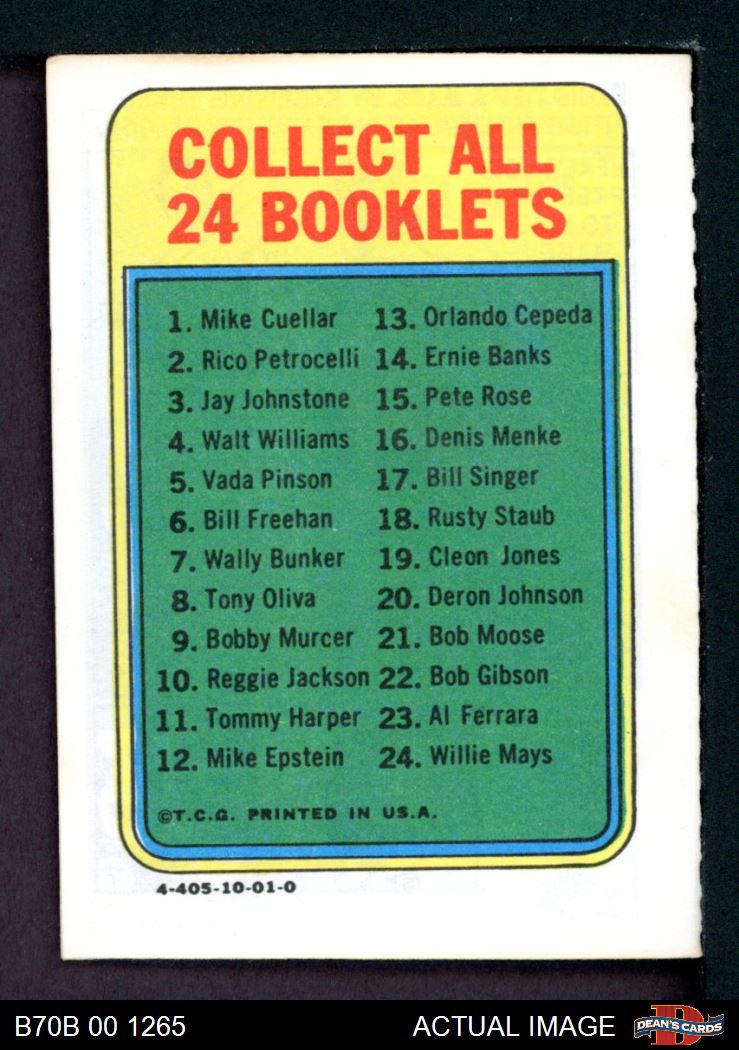 COLLECT ALL
24 BOOKLETS
1. Mike Cuellar
2. Rico Petrocelli
3. Jay Johnstone
4. Walt Williams
5. Vada Pinson
6. Bill Freehan
7. Wally Bunker
8. Tony Oliva
9. Bobby Murcer
10. Reggie Jackson
11. Tommy Harper
12. Mike Epstein
13. Orlando Cepeda
14. Ernie Banks
15. Pete Rose
16. Denis Menke
17. Bill Singer
18. Rusty Staub
19. Cleon Jones
20. Deron Johnson
21. Bob Moose
22. Bob Gibson
23. Al Ferrara
24. Willie Mays
©T.C.G. PRINTED IN U.S.A.
4-405-10-01-0
B70B 00 1265
ACTUAL IMAGE
D
DEAN'S CARDS